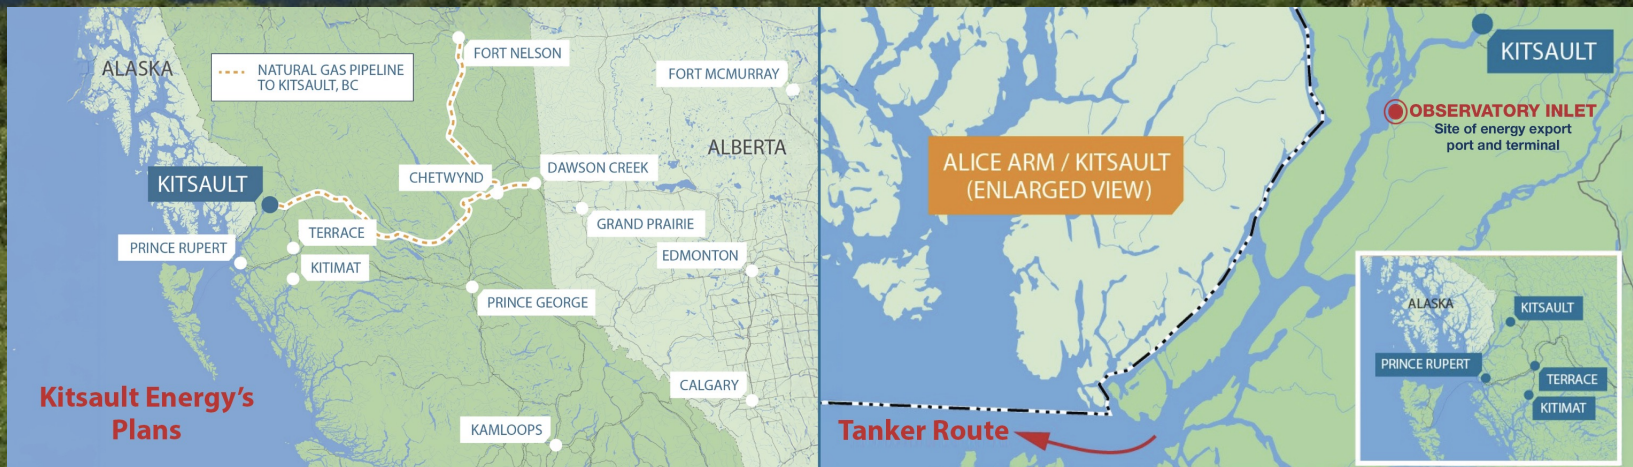 ALASKA
NATURAL GAS PIPELINE
TO KITSAULT, BC
FORT NELSON
FORT MCMURRAY
ALBERTA
KITSAULT
CHETWYND
DAWSON CREEK
GRAND PRAIRIE
TERRACE
PRINCE RUPERT
KITIMAT
EDMONTON
PRINCE GEORGE
CALGARY
KAMLOOPS
Kitsault Energy's
Plans
KITSAULT
OBSERVATORY INLET
Site of energy export
port and terminal
ALICE ARM / KITSAULT
(ENLARGED VIEW)
Tanker Route
ALASKA
KITSAULT
PRINCE RUPERT
TERRACE
KITIMAT